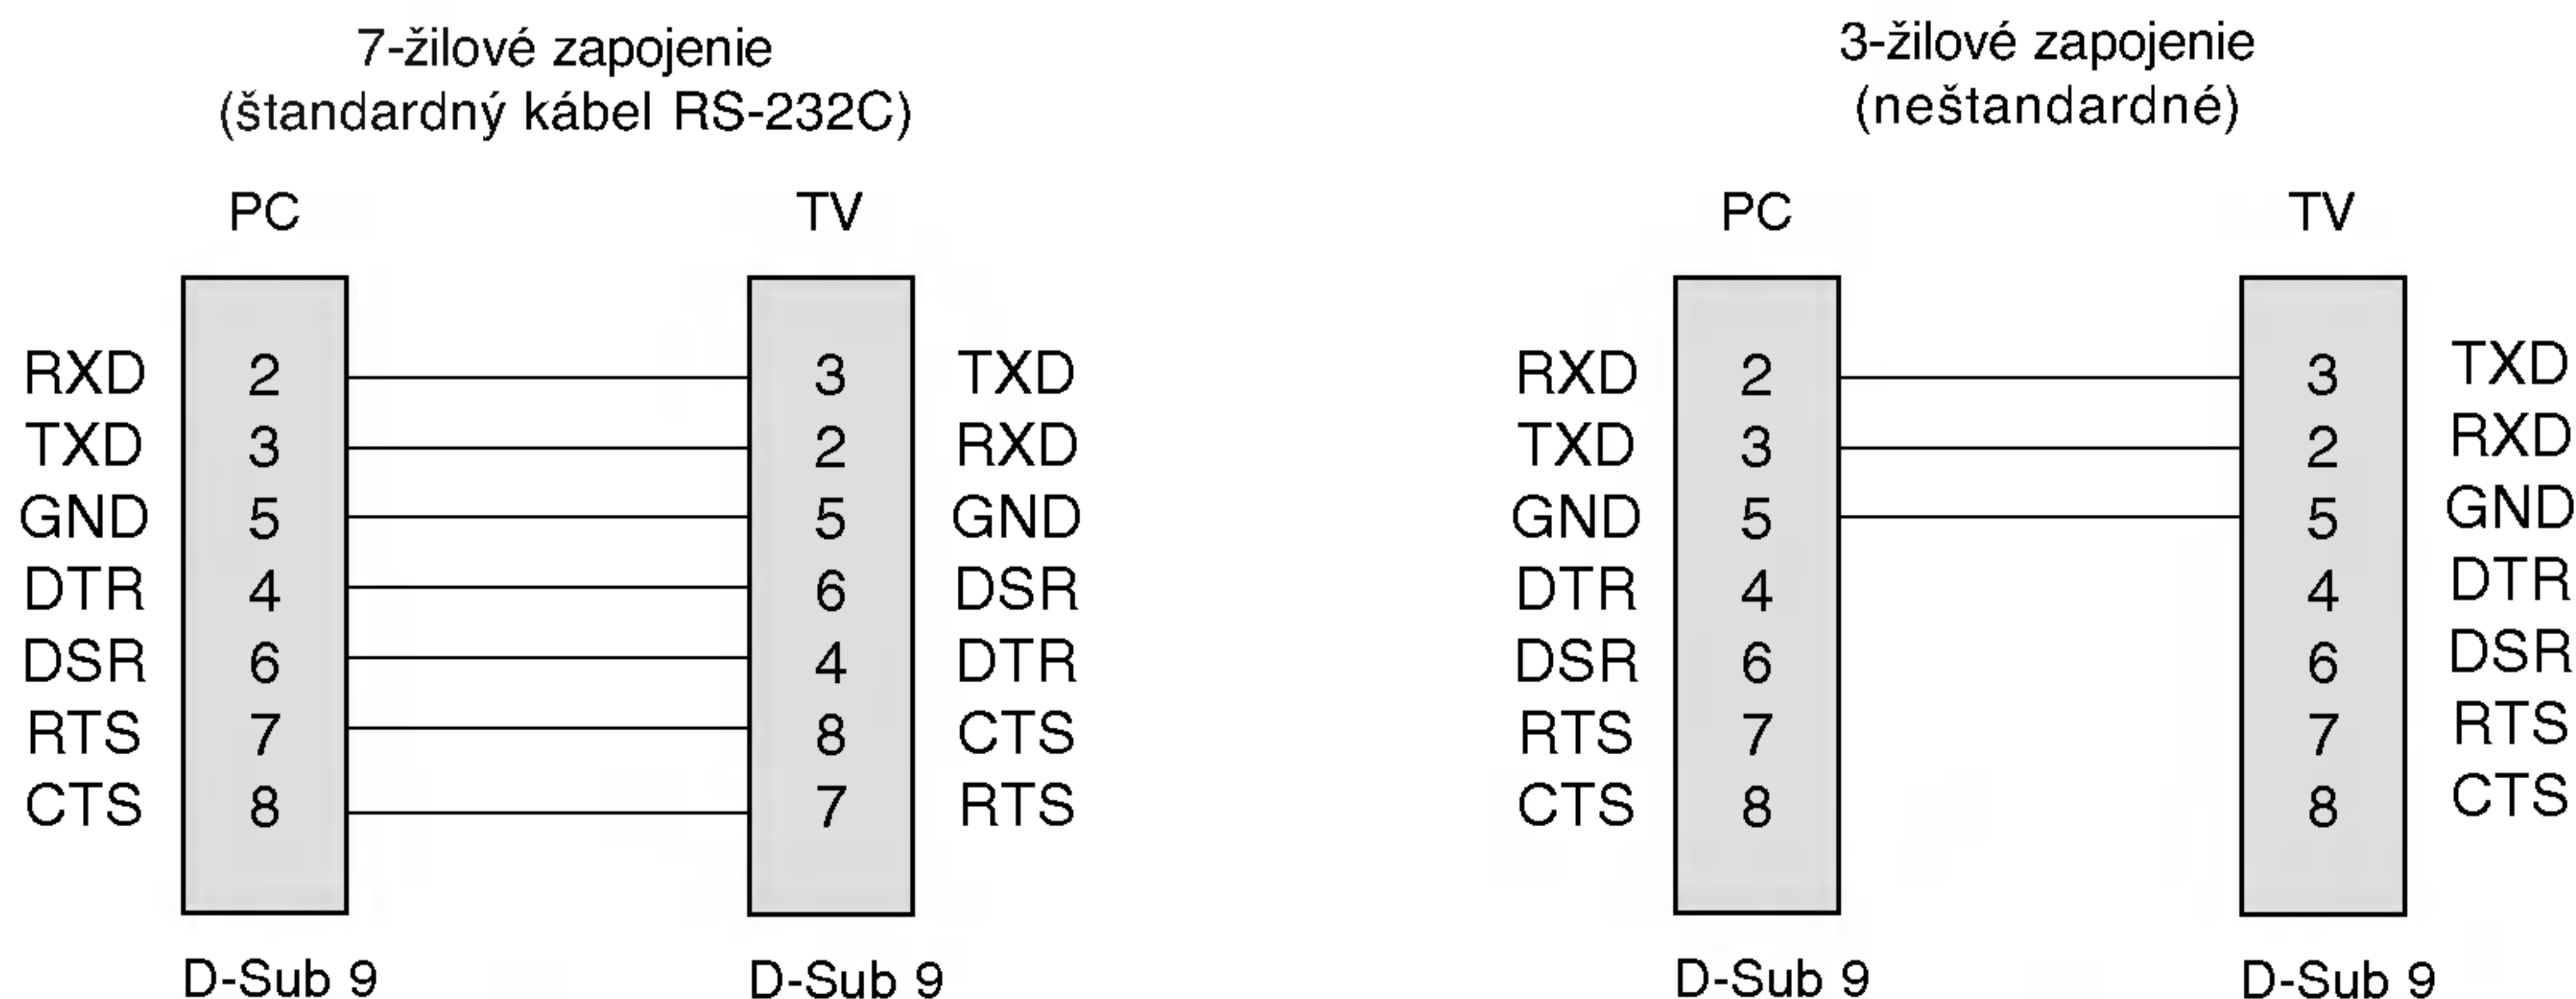 7-žilové zapojenie
(štandardný kábel RS-232C)
PC TV
RXD 2 3 TXD
TXD 3 2 RXD
GND 5 5 GND
DTR 4 6 DSR
DSR 6 4 DTR
RTS 7 8 CTS
CTS 8 7 RTS
D-Sub 9 D-Sub 9
3-žilové zapojenie
(neštandardné)
PC TV
RXD 2 3 TXD
TXD 3 2 RXD
GND 5 5 GND
DTR 4 4 DTR
DSR 6 6 DSR
RTS 7 7 RTS
CTS 8 8 CTS
D-Sub 9 D-Sub 9